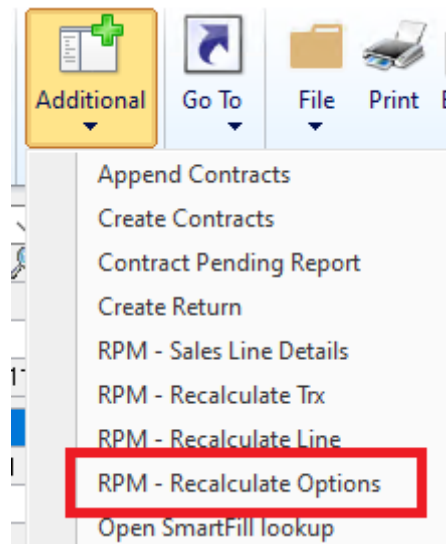 Additional
Go To
File
Print
Append Contracts
Create Contracts
Contract Pending Report
Create Return
RPM - Sales Line Details
RPM - Recalculate Trx
RPM - Recalculate Line
RPM - Recalculate Options
Open SmartFill lookup